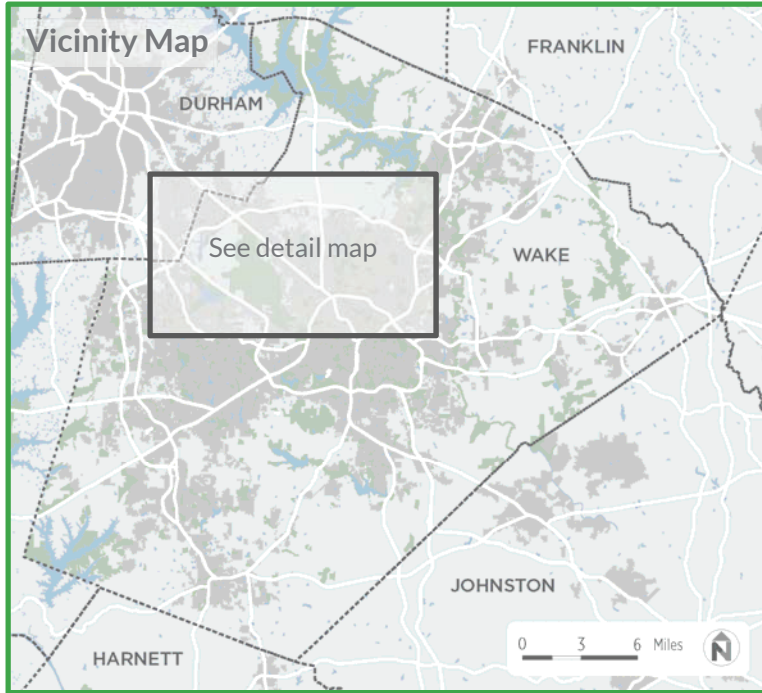 Vicinity Map
FRANKLIN
DURHAM
See detail map
WAKE
JOHNSTON
0 3 6 Miles
N
HARNETT